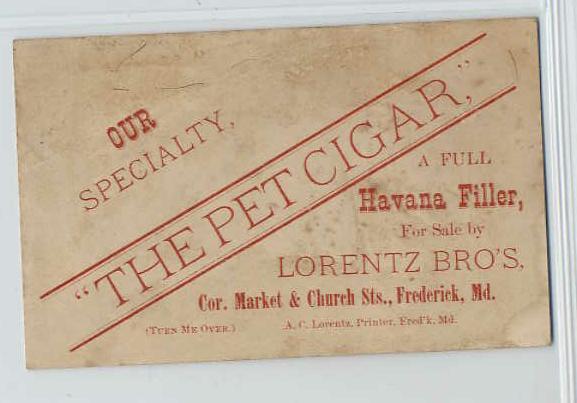 OUR
SPECIALTY,
"THE PET CIGAR,"
A FULL
Havana Filler,
For Sale by
LORENTZ BRO'S,
Cor. Market & Church Sts., Frederick, Md.
(TURN ME OVER.)
A. C. Lorentz, Printer, Fred'k, Md.